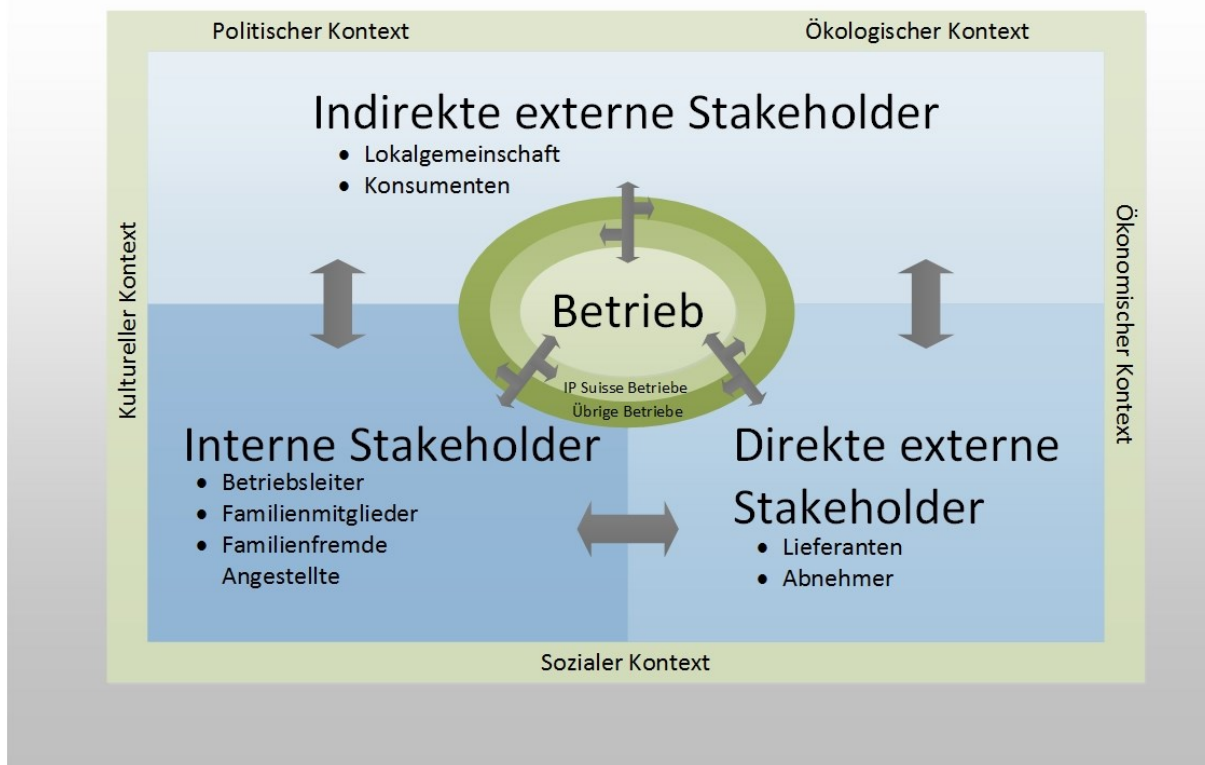 Politischer Kontext
Ökologischer Kontext
Indirekte externe Stakeholder
• Lokalgemeinschaft
• Konsumenten
Kultureller Kontext
Ökonomischer Kontext
Betrieb
IP Suisse Betriebe
Übrige Betriebe
Interne Stakeholder
• Betriebsleiter
• Familienmitglieder
• Familienfremde
Angestellte
Direkte externe
Stakeholder
• Lieferanten
• Abnehmer
Sozialer Kontext